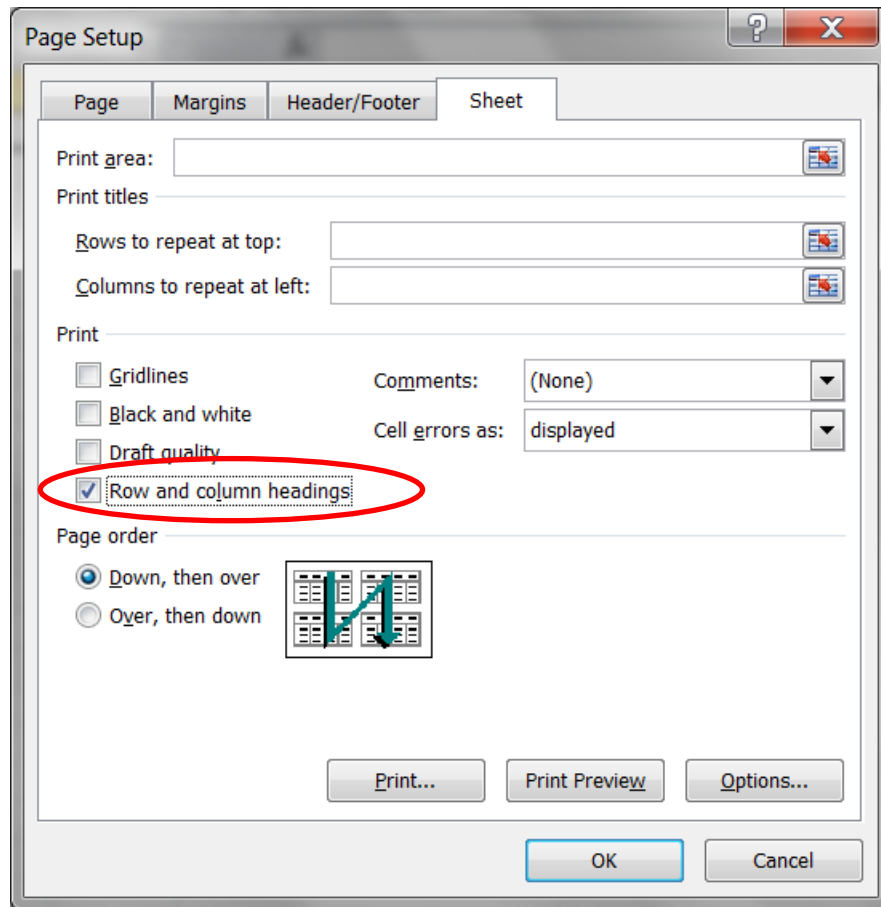 Page Setup
Page Margins Header/Footer Sheet
Print area:
Print titles
Rows to repeat at top:
Columns to repeat at left:
Print
Gridlines Comments: (None)
Black and white
Cell errors as: displayed
Draft quality
Row and column headings
Page order
Down, then over
Over, then down
Print... Print Preview Options...
OK Cancel